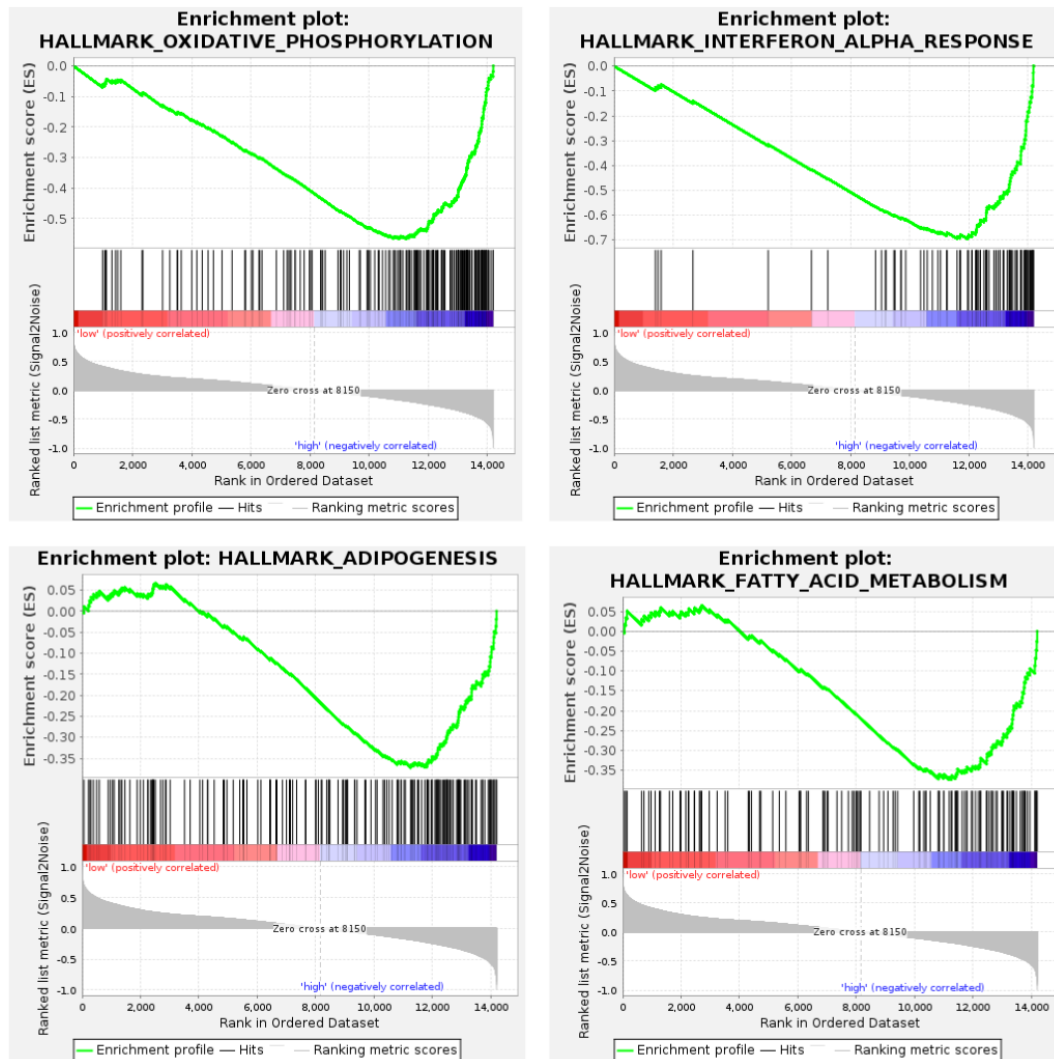 Enrichment plot:
HALLMARK_OXIDATIVE_PHOSPHORYLATION
Enrichment score (ES)
0.0
-0.1
-0.2
-0.3
-0.4
-0.5
Ranked list metric (Signal2Noise)
1.0
0.5
0.0
-0.5
-1.0
'low' (positively correlated)
Zero cross at 8150
'high' (negatively correlated)
0 2,000 4,000 6,000 8,000 10,000 12,000 14,000
Rank in Ordered Dataset
Enrichment profile Hits Ranking metric scores
Enrichment plot:
HALLMARK_INTERFERON_ALPHA_RESPONSE
Enrichment score (ES)
0.0
-0.1
-0.2
-0.3
-0.4
-0.5
-0.6
-0.7
Ranked list metric (Signal2Noise)
1.0
0.5
0.0
-0.5
-1.0
'low' (positively correlated)
Zero cross at 8150
'high' (negatively correlated)
0 2,000 4,000 6,000 8,000 10,000 12,000 14,000
Rank in Ordered Dataset
Enrichment profile Hits Ranking metric scores
Enrichment plot: HALLMARK_ADIPOGENESIS
Enrichment score (ES)
0.05
0.00
-0.05
-0.10
-0.15
-0.20
-0.25
-0.30
-0.35
Ranked list metric (Signal2Noise)
1.0
0.5
0.0
-0.5
-1.0
'low' (positively correlated)
Zero cross at 8150
'high' (negatively correlated)
0 2,000 4,000 6,000 8,000 10,000 12,000 14,000
Rank in Ordered Dataset
Enrichment profile Hits Ranking metric scores
Enrichment plot:
HALLMARK_FATTY_ACID_METABOLISM
Enrichment score (ES)
0.05
0.00
-0.05
-0.10
-0.15
-0.20
-0.25
-0.30
-0.35
Ranked list metric (Signal2Noise)
1.0
0.5
0.0
-0.5
-1.0
'low' (positively correlated)
Zero cross at 8150
'high' (negatively correlated)
0 2,000 4,000 6,000 8,000 10,000 12,000 14,000
Rank in Ordered Dataset
Enrichment profile Hits Ranking metric scores